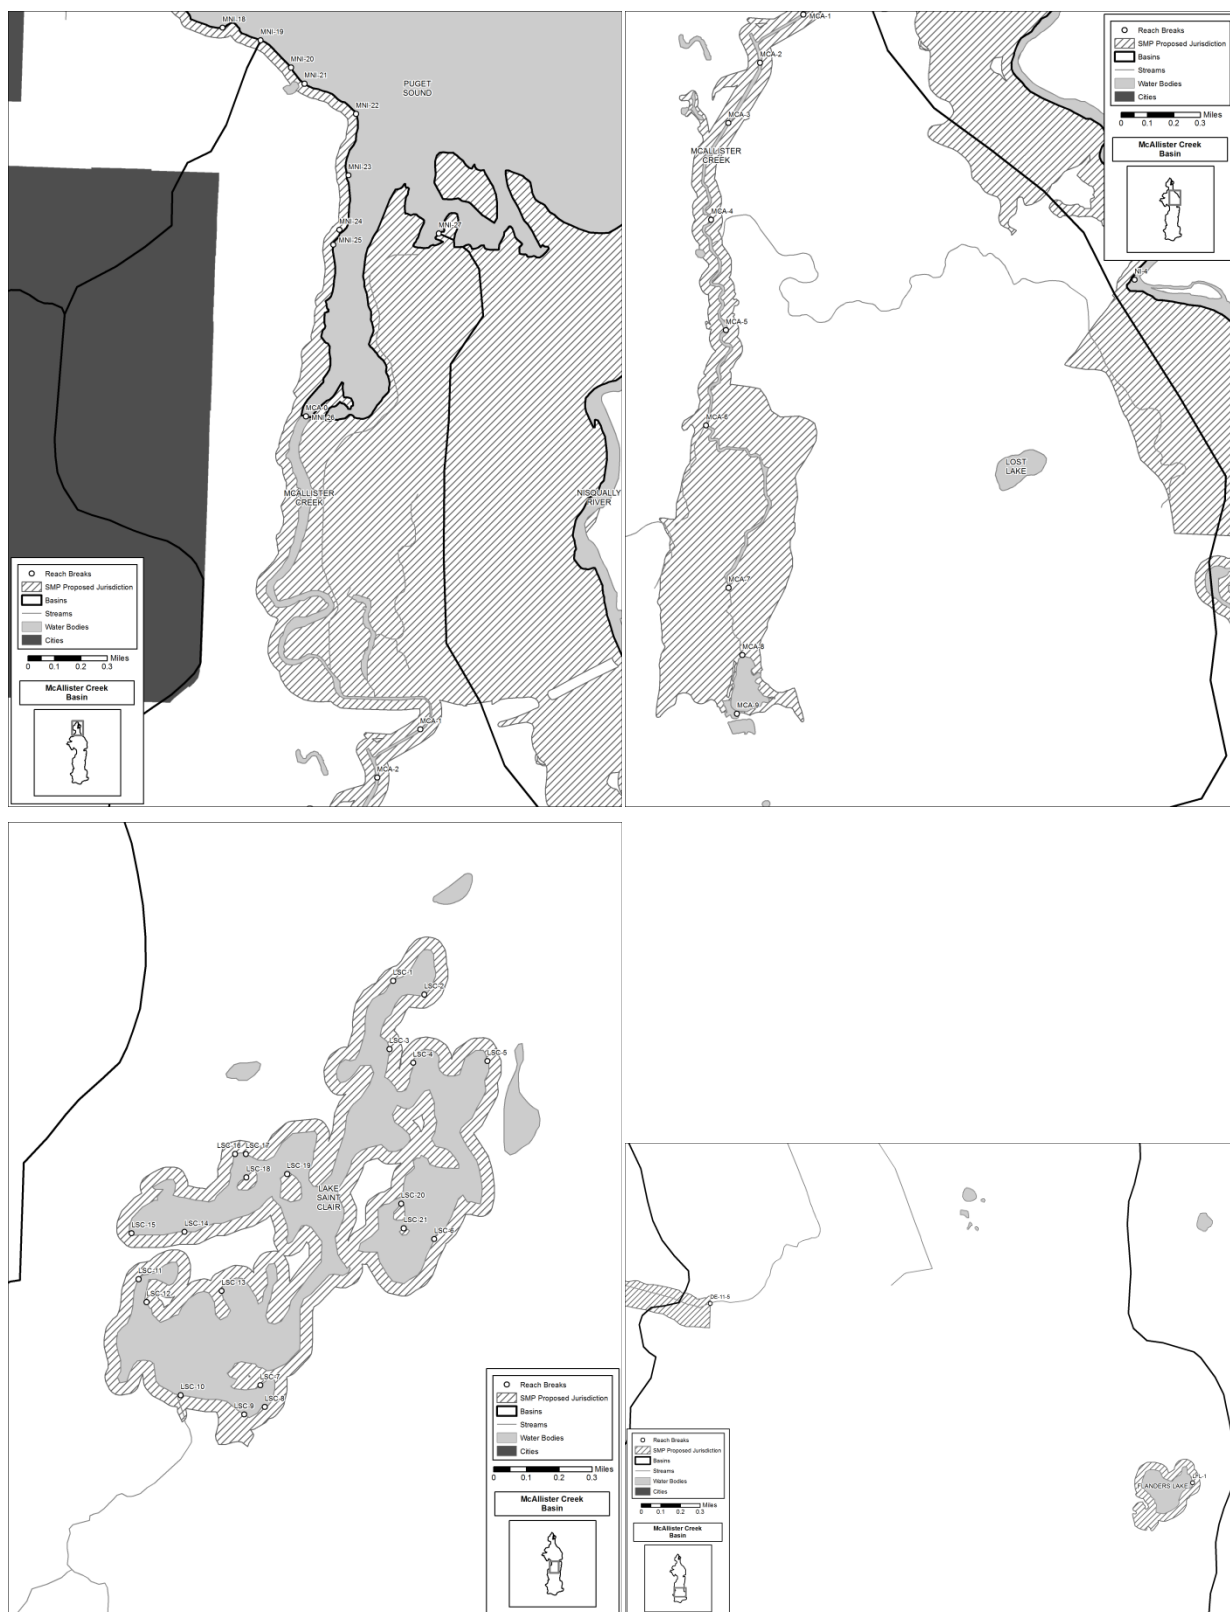 MNI-18
MNI-19
MNI-20
MNI-21
PUGET
SOUND
MNI-22
MNI-23
MNI-24
MNI-25
MNI-27
MCA-0
MNI-26
MCALLISTER
CREEK
NISQUALLY
RIVER
MCA-1
MCA-2
Reach Breaks
SMP Proposed Jurisdiction
Basins
Streams
Water Bodies
Cities
Miles
0 0.1 0.2 0.3
McAllister Creek
Basin
MCA-1
MCA-2
MCA-3
MCALLISTER
CREEK
MCA-4
MCA-5
MCA-6
MCA-7
MCA-8
MCA-9
LOST
LAKE
NI-4
Reach Breaks
SMP Proposed Jurisdiction
Basins
Streams
Water Bodies
Cities
Miles
0 0.1 0.2 0.3
McAllister Creek
Basin
LSC-1
LSC-2
LSC-3
LSC-4
LSC-5
LSC-16 LSC-17
LSC-18
LSC-19
LAKE
SAINT
CLAIR
LSC-20
LSC-21
LSC-6
LSC-15
LSC-14
LSC-11
LSC-12
LSC-13
LSC-7
LSC-10
LSC-8
LSC-9
Reach Breaks
SMP Proposed Jurisdiction
Basins
Streams
Water Bodies
Cities
Miles
0 0.1 0.2 0.3
McAllister Creek
Basin
DE-11-5
FLANDERS LAKE
Reach Breaks
SMP Proposed Jurisdiction
Basins
Streams
Water Bodies
Cities
Miles
0 0.1 0.2 0.3
McAllister Creek
Basin